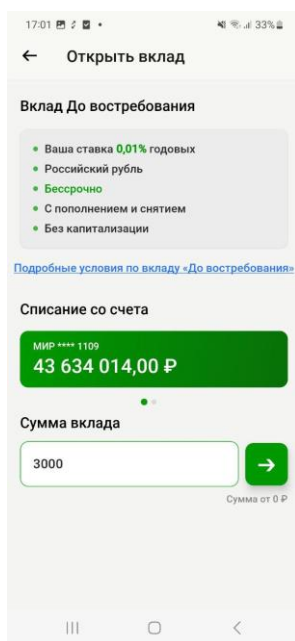 17:01 33%
Открыть вклад
Вклад До востребования
Ваша ставка 0,01% годовых
Российский рубль
Бессрочно
С пополнением и снятием
Без капитализации
Подробные условия по вкладу «До востребования»
Списание со счета
МИР **** 1109
43 634 014,00 ₽
Сумма вклада
3000
Сумма от 0 ₽